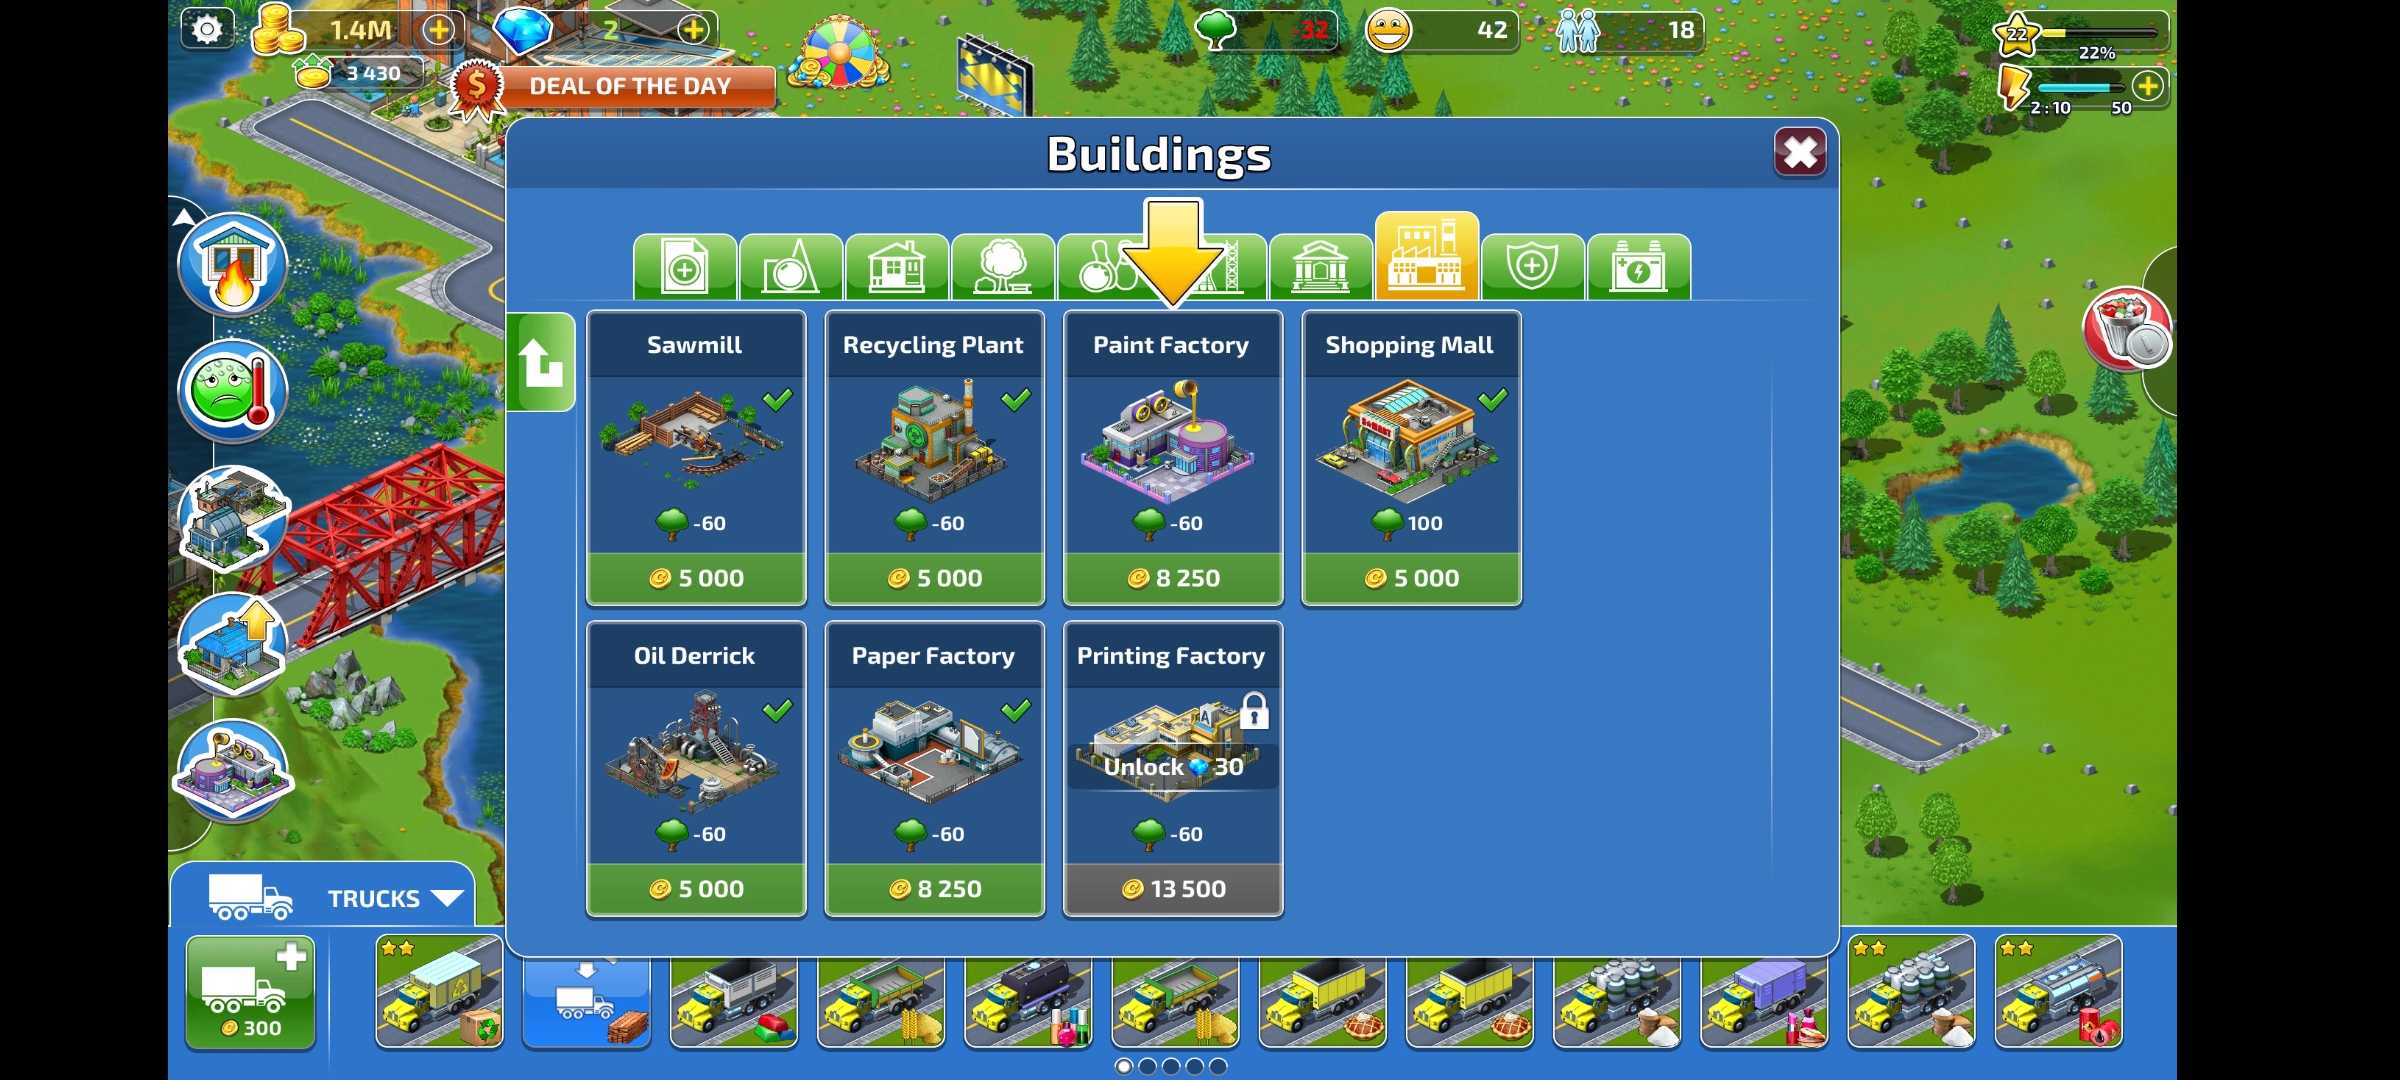 1.4M
2
-32
42
18
22
22%
3 430
DEAL OF THE DAY
2:10
50
Buildings
Sawmill
Recycling Plant
Paint Factory
Shopping Mall
-60
-60
-60
100
5 000
5 000
8 250
5 000
Oil Derrick
Paper Factory
Printing Factory
Unlock 30
-60
-60
-60
5 000
8 250
13 500
TRUCKS
300